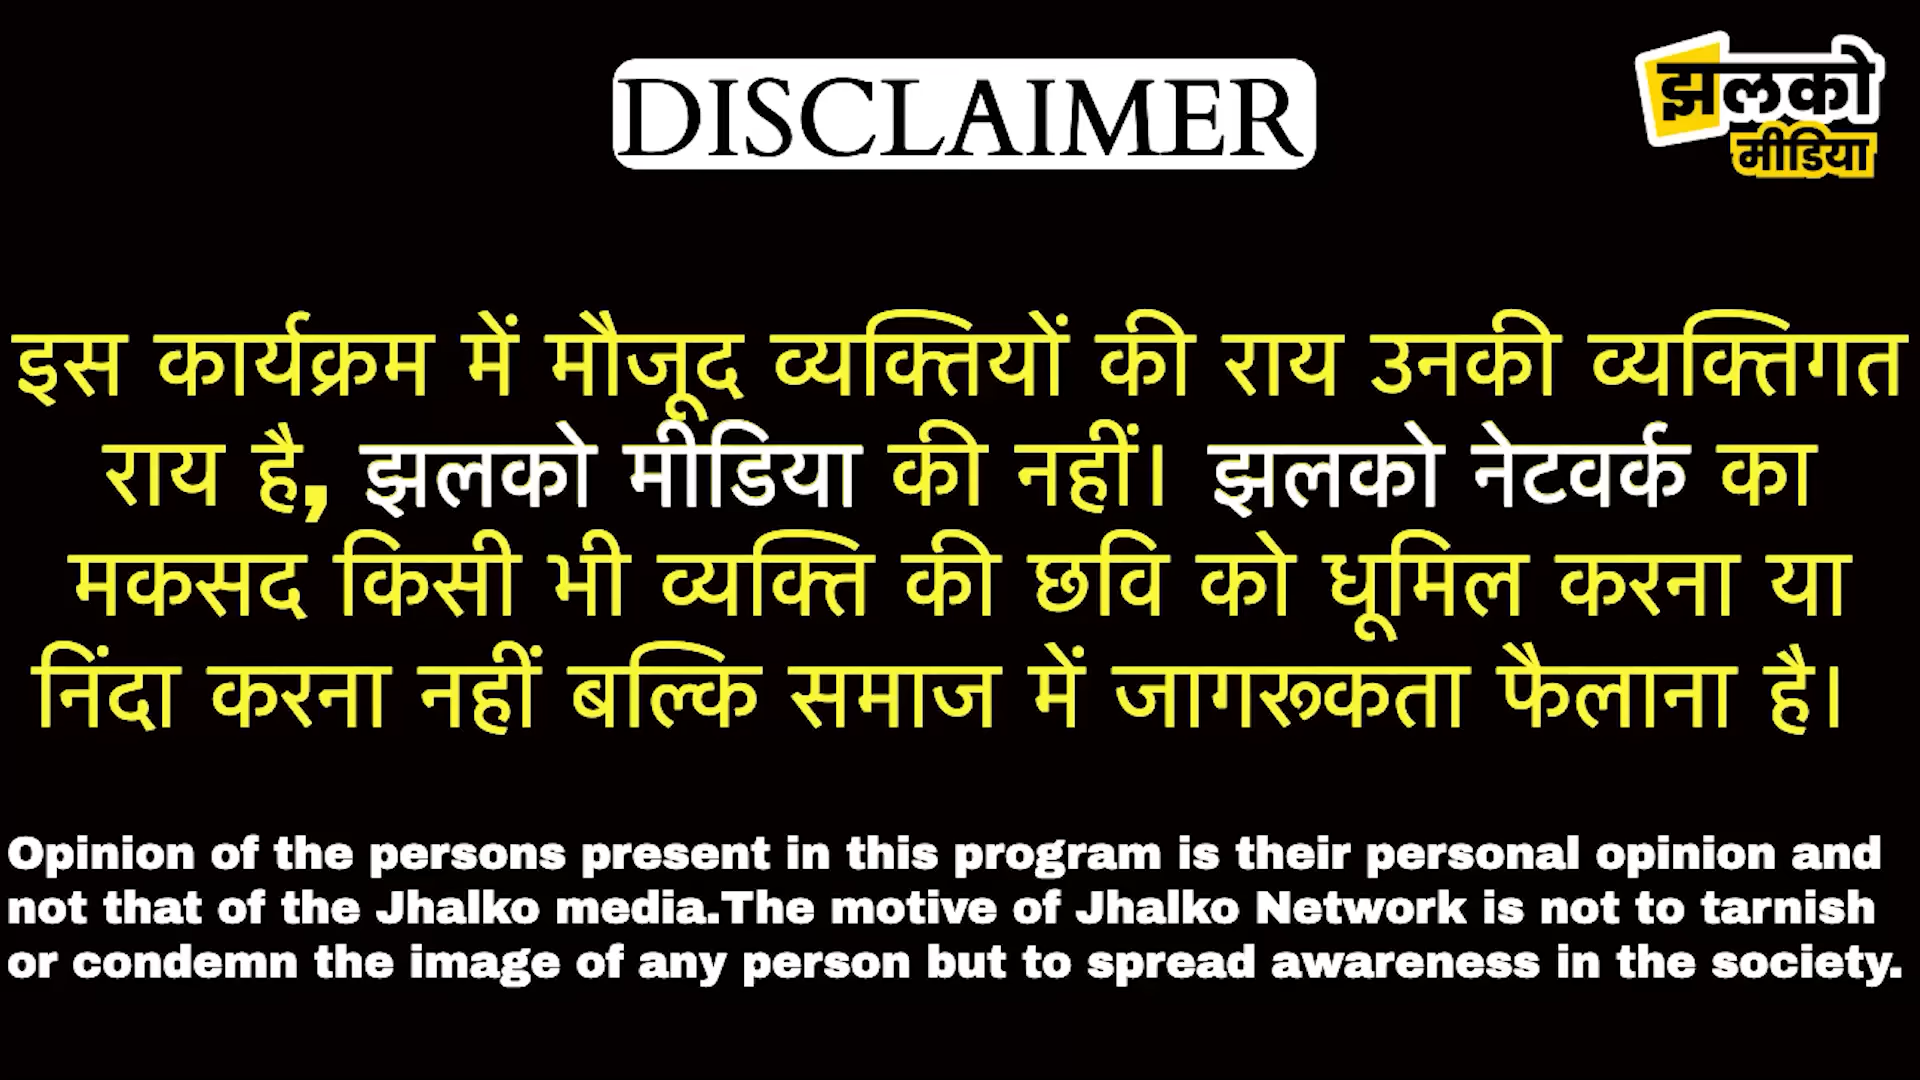 DISCLAIMER
झलको
मीडिया
इस कार्यक्रम में मौजूद व्यक्तियों की राय उनकी व्यक्तिगत
राय है, झलको मीडिया की नहीं। झलको नेटवर्क का
मकसद किसी भी व्यक्ति की छवि को धूमिल करना या
निंदा करना नहीं बल्कि समाज में जागरूकता फैलाना है।
Opinion of the persons present in this program is their personal opinion and
not that of the Jhalko media.The motive of Jhalko Network is not to tarnish
or condemn the image of any person but to spread awareness in the society.